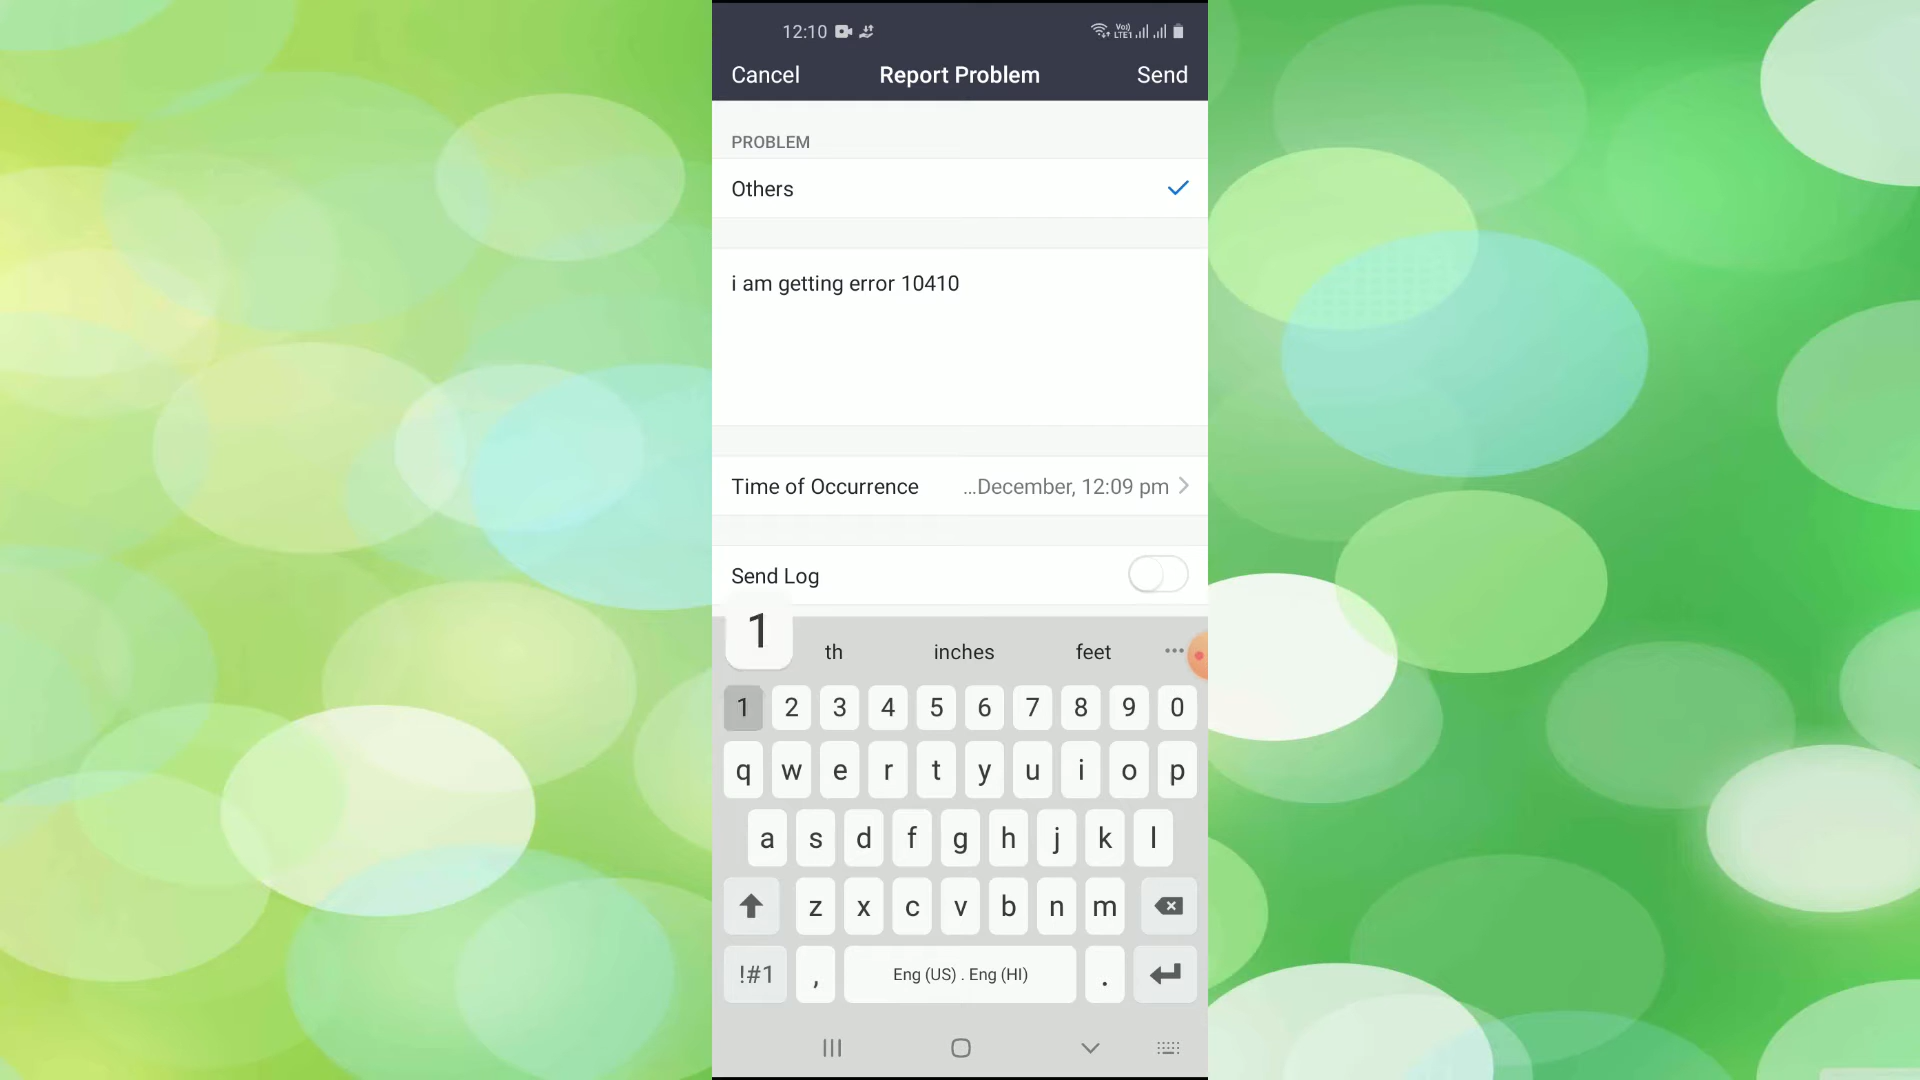 12:10 Vo) LTE1
Cancel Report Problem Send
PROBLEM
Others
i am getting error 10410
Time of Occurrence ...December, 12:09 pm
Send Log
1
th inches feet
1 2 3 4 5 6 7 8 9 0
q w e r t y u i o p
a s d f g h j k l
z x c v b n m
!#1 , Eng (US) . Eng (HI) .